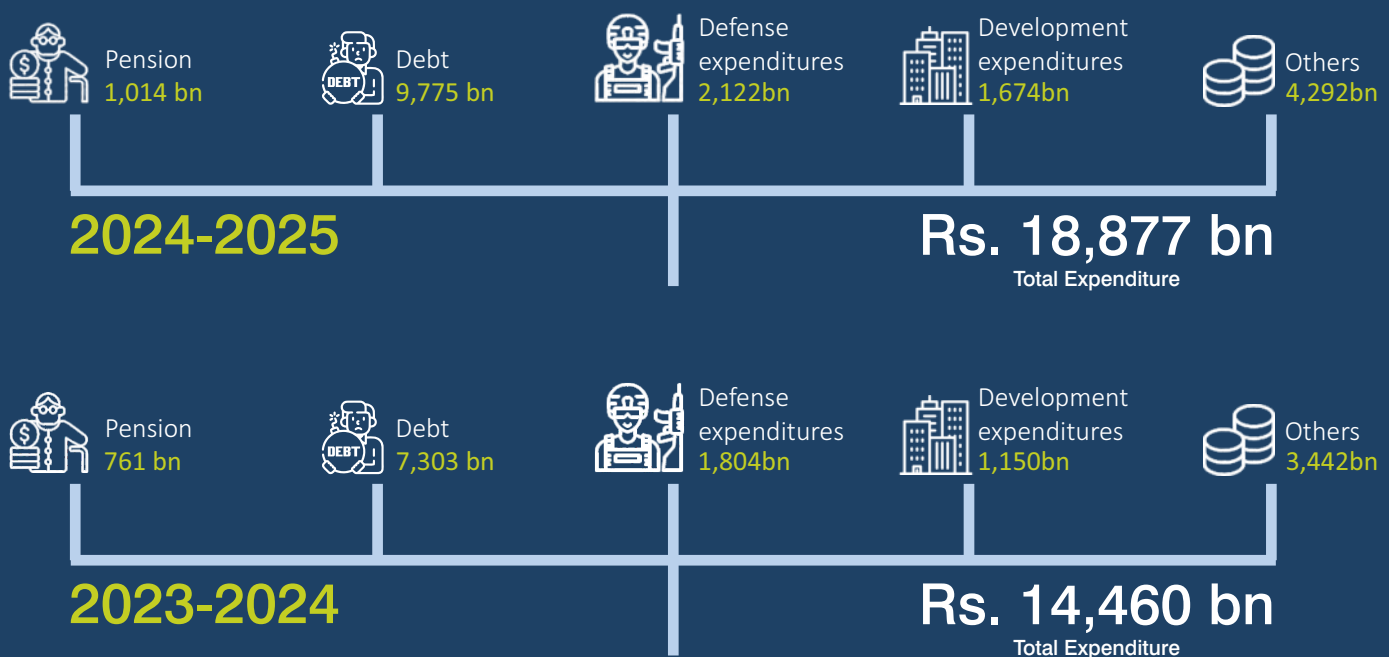 Pension
1,014 bn
DEBT
Debt
9,775 bn
Defense
expenditures
2,122bn
Development
expenditures
1,674bn
Others
4,292bn
2024-2025
Rs. 18,877 bn
Total Expenditure
Pension
761 bn
DEBT
Debt
7,303 bn
Defense
expenditures
1,804bn
Development
expenditures
1,150bn
Others
3,442bn
2023-2024
Rs. 14,460 bn
Total Expenditure